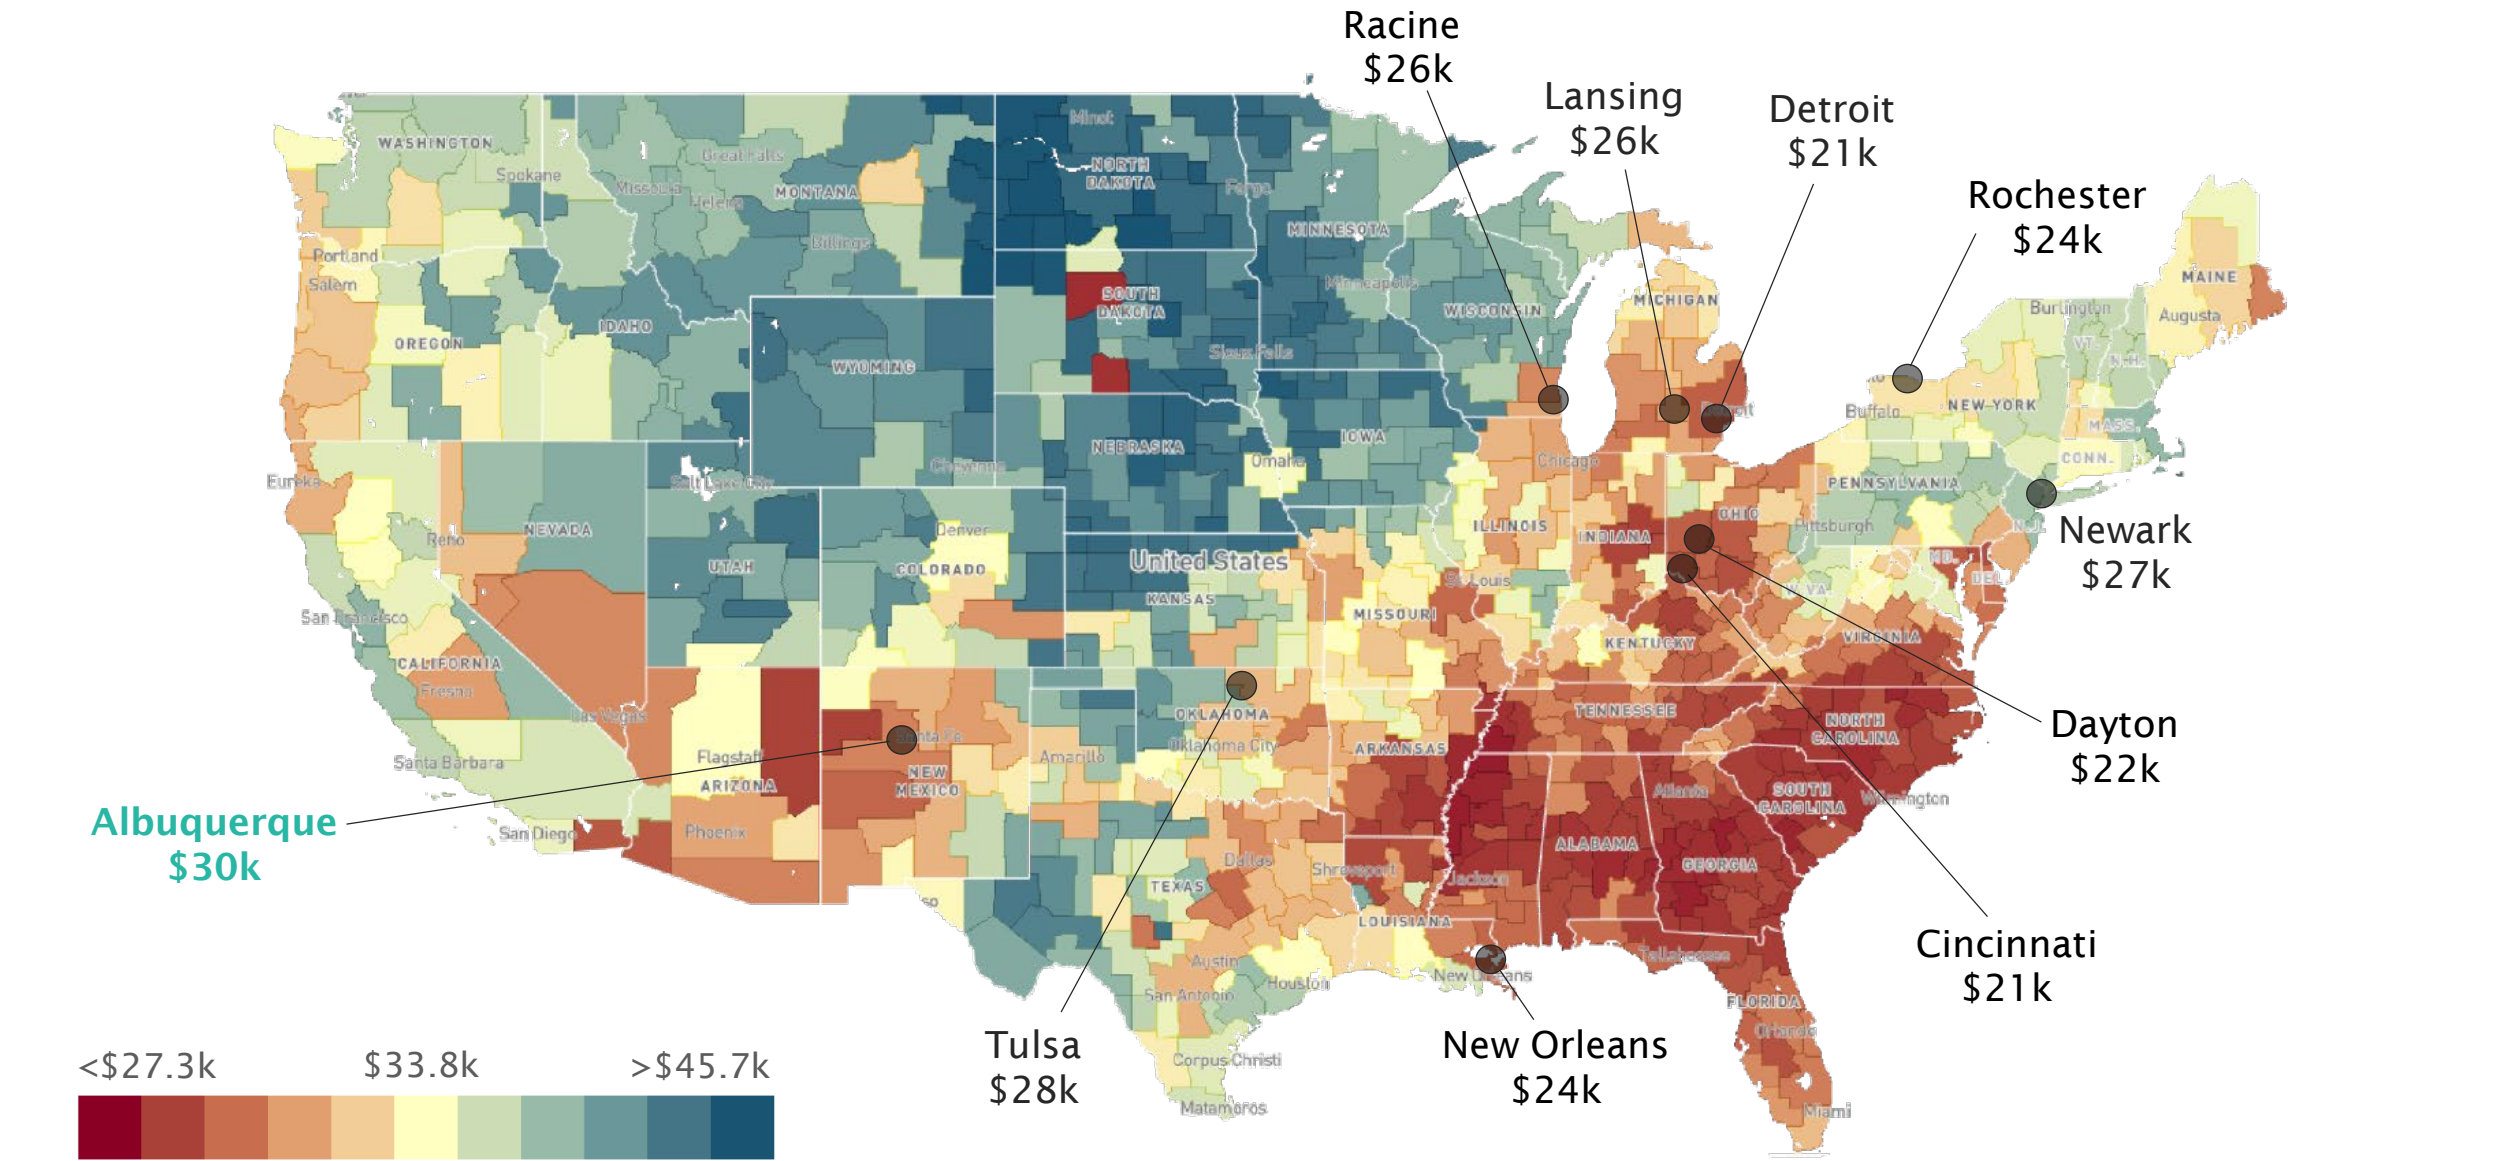 Racine
$26k
Lansing
$26k
Detroit
$21k
Rochester
$24k
Newark
$27k
Dayton
$22k
Cincinnati
$21k
New Orleans
$24k
Tulsa
$28k
Albuquerque
$30k
<$27.3k $33.8k >$45.7k
WASHINGTON
Spokane
Portland
Salem
OREGON
Missoula
Great Falls
Helena
MONTANA
Billings
IDAHO
WYOMING
Cheyenne
Minot
NORTH
DAKOTA
Fargo
SOUTH
DAKOTA
Sioux Falls
MINNESOTA
Minneapolis
WISCONSIN
MICHIGAN
NEBRASKA
Omaha
IOWA
Chicago
ILLINOIS
INDIANA
OHIO
Pittsburgh
PENNSYLVANIA
Buffalo
NEW YORK
Burlington
VT.
N.H.
MAINE
Augusta
MASS.
CONN.
N.J.
MD.
DEL.
W.VA.
VIRGINIA
KENTUCKY
Eureka
Reno
NEVADA
Salt Lake City
UTAH
Denver
COLORADO
United States
KANSAS
St. Louis
MISSOURI
San Francisco
CALIFORNIA
Fresno
Las Vegas
Santa Barbara
San Diego
Flagstaff
ARIZONA
Phoenix
NEW
MEXICO
Amarillo
OKLAHOMA
Oklahoma City
ARKANSAS
TENNESSEE
NORTH
CAROLINA
SOUTH
CAROLINA
Wilmington
Atlanta
GEORGIA
ALABAMA
Jackson
Shreveport
LOUISIANA
New Orleans
Dallas
TEXAS
Austin
San Antonio
Houston
Corpus Christi
Matamoros
Tallahassee
FLORIDA
Orlando
Miami